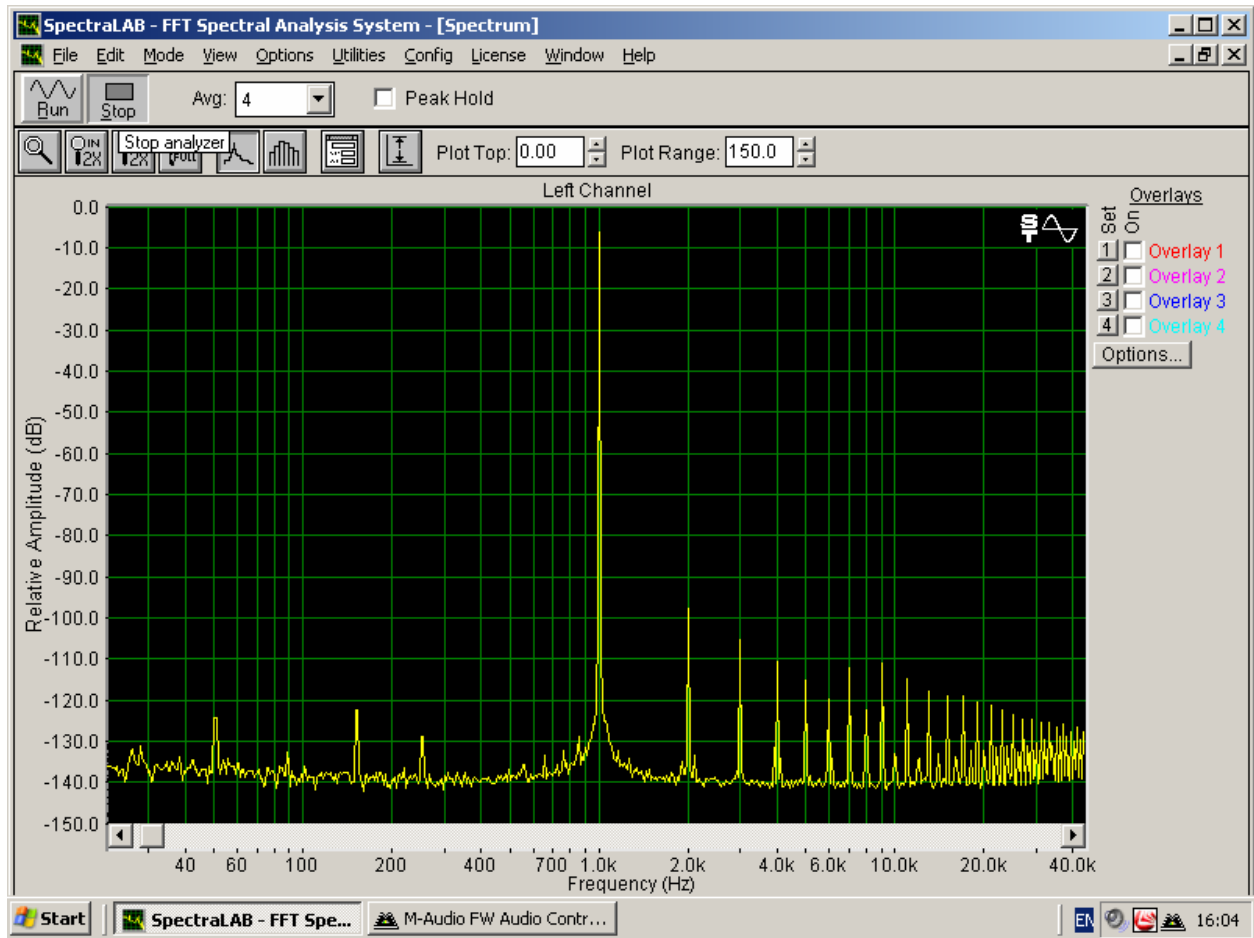 SpectraLAB - FFT Spectral Analysis System - [Spectrum]
File Edit Mode View Options Utilities Config License Window Help
Run Stop Avg: 4 Peak Hold
IN 2X Stop analyzer 2X FULL Plot Top: 0.00 Plot Range: 150.0
Left Channel
Overlays
Set On
1 Overlay 1
2 Overlay 2
3 Overlay 3
4 Overlay 4
Options...
ST
Relative Amplitude (dB)
0.0
-10.0
-20.0
-30.0
-40.0
-50.0
-60.0
-70.0
-80.0
-90.0
-100.0
-110.0
-120.0
-130.0
-140.0
-150.0
40 60 100 200 400 700 1.0k 2.0k 4.0k 6.0k 10.0k 20.0k 40.0k
Frequency (Hz)
Start SpectraLAB - FFT Spe... M-Audio FW Audio Contr... EN 16:04